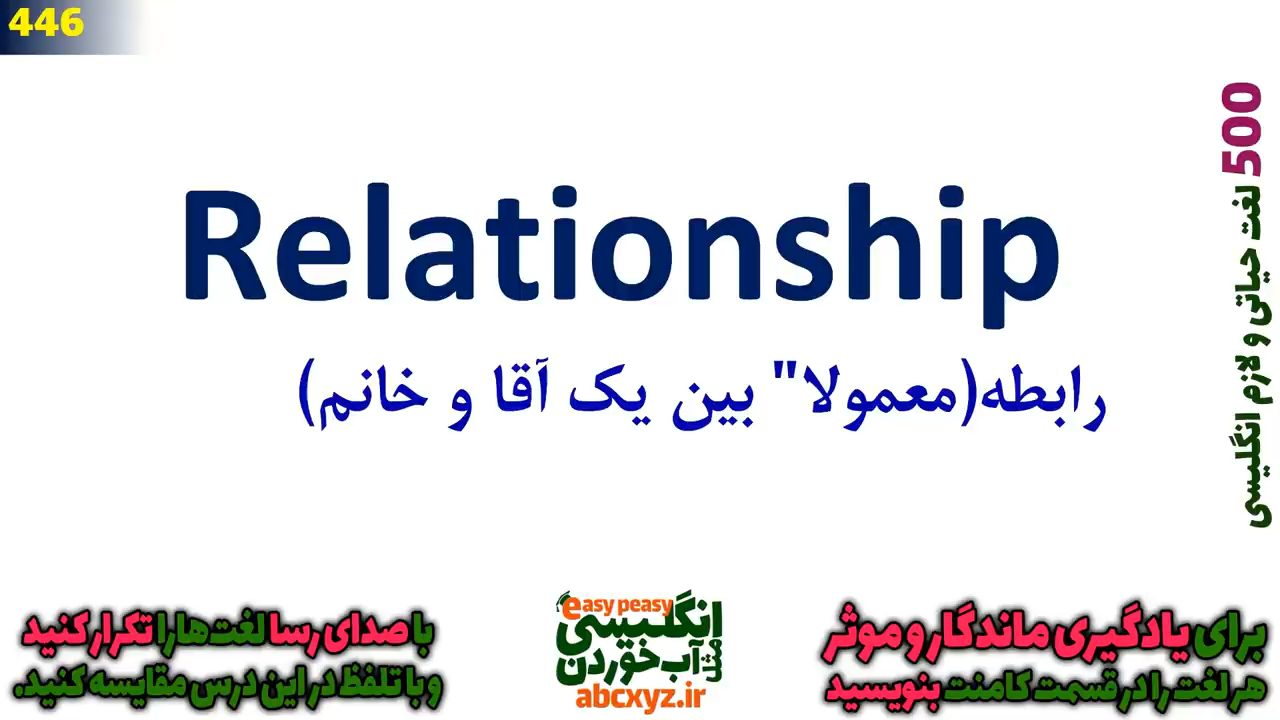 446
Relationship
رابطه(معمولا" بین یک آقا و خانم)
500 لغت حیاتی و لازم انگلیسی
برای یادگیری ماندگار و موثر
هر لغت را در قسمت کامنت بنویسید
easy peasy
انگلیسی
مثل آب خوردن
abcxyz.ir
با صدای رسا لغت‌ها را تکرار کنید
و با تلفظ در این درس مقایسه کنید.